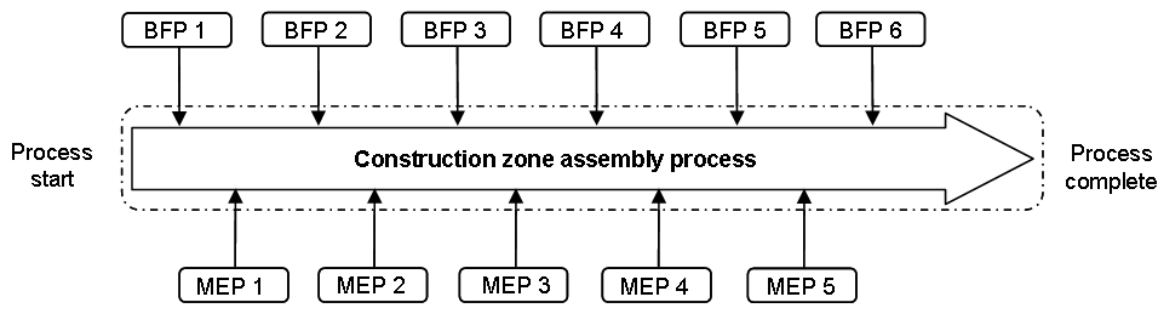 BFP 1
BFP 2
BFP 3
BFP 4
BFP 5
BFP 6
Process
start
Construction zone assembly process
Process
complete
MEP 1
MEP 2
MEP 3
MEP 4
MEP 5